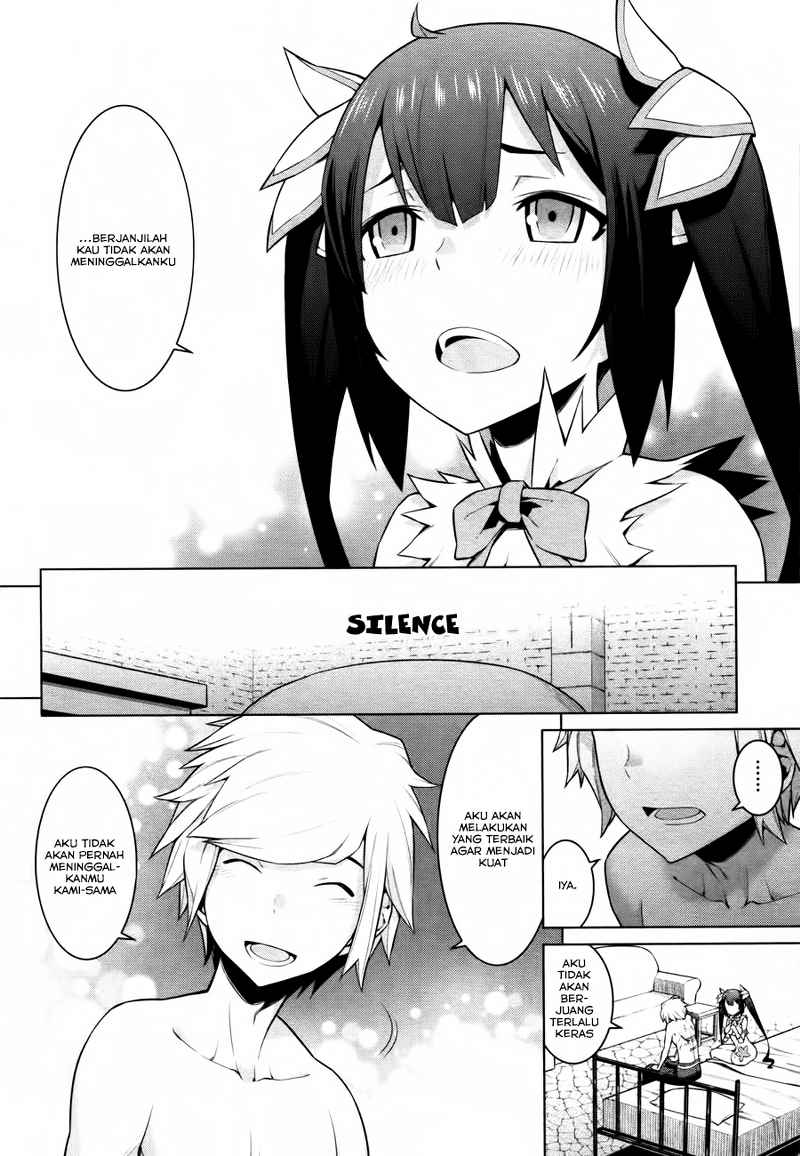 ...BERJANJILAH
KAU TIDAK AKAN
MENINGGALKANKU
SILENCE
......
IYA.
AKU
TIDAK
AKAN
BER-
JUANG
TERLALU
KERAS
AKU AKAN
MELAKUKAN
YANG TERBAIK
AGAR MENJADI
KUAT
AKU TIDAK
AKAN PERNAH
MENINGGAL-
KANMU
KAMI-SAMA